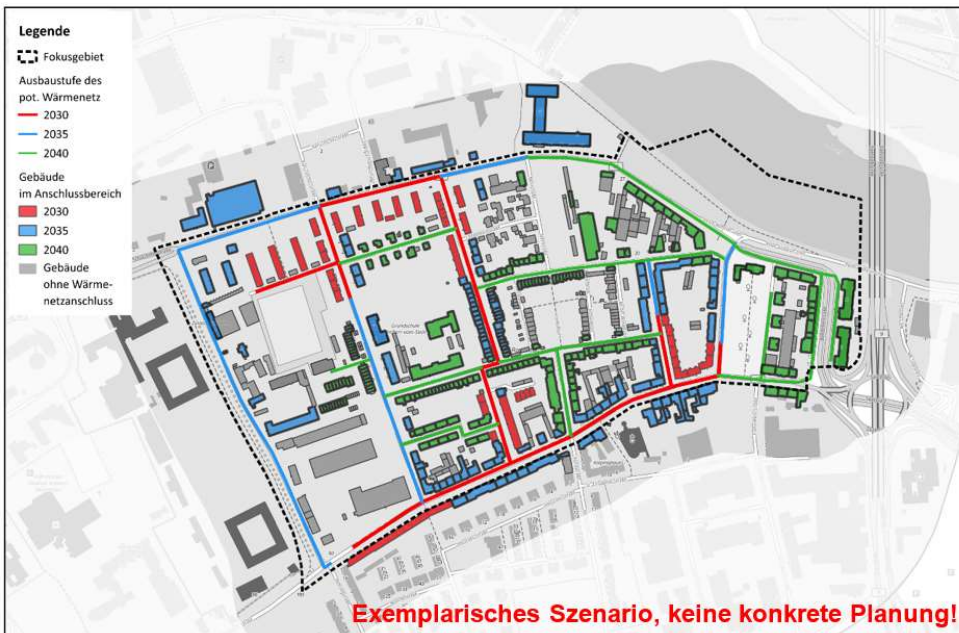 Legende
Fokusgebiet
Ausbaustufe des
pot. Wärmenetz
2030
2035
2040
Gebäude
im Anschlussbereich
2030
2035
2040
Gebäude
ohne Wärme-
netzanschluss
Grundschule
Exemplarisches Szenario, keine konkrete Planung!